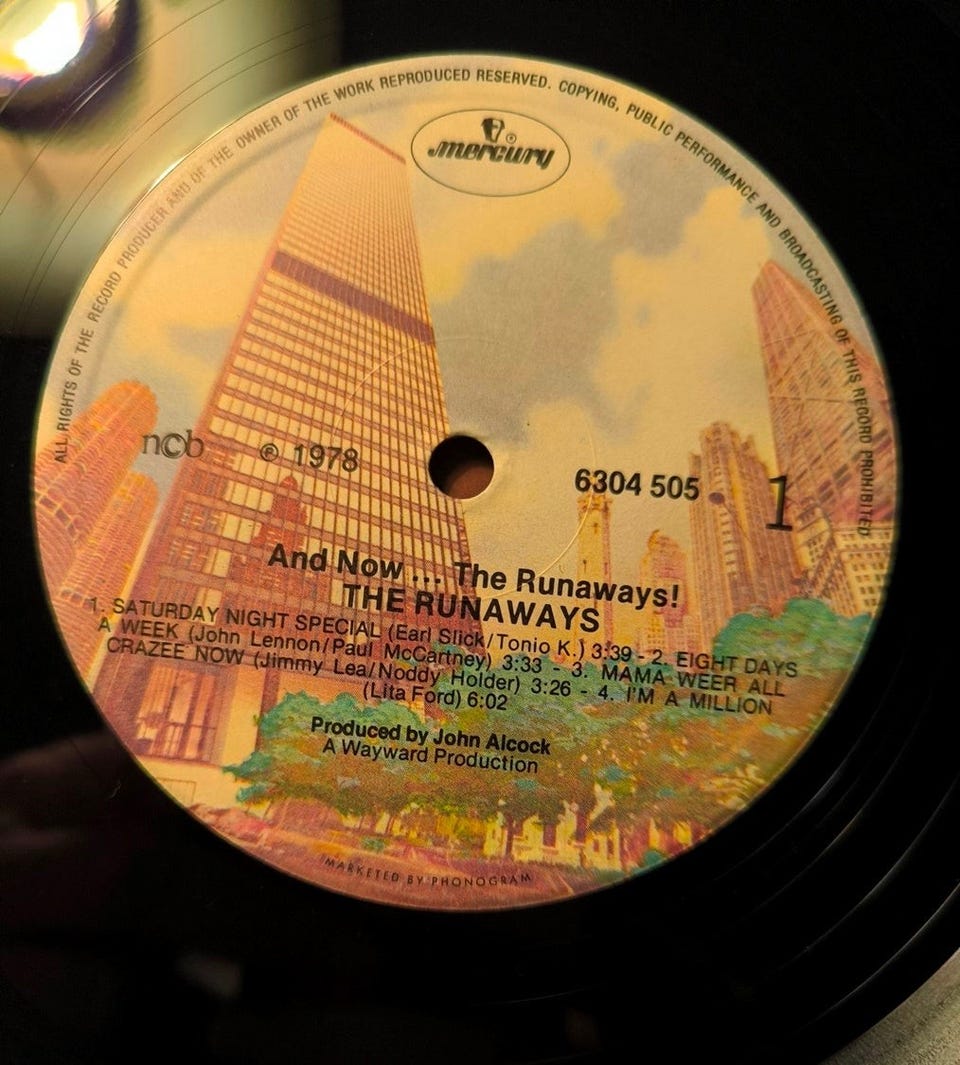 ALL RIGHTS OF THE RECORD PRODUCER AND OF THE OWNER OF THE WORK REPRODUCED RESERVED. COPYING, PUBLIC PERFORMANCE AND BROADCASTING OF THIS RECORD PROHIBITED
mercury ®
n©b
℗ 1978
6304 505
1
And Now ... The Runaways!
THE RUNAWAYS
1. SATURDAY NIGHT SPECIAL (Earl Slick/Tonio K.) 3:39 - 2. EIGHT DAYS
A WEEK (John Lennon/Paul McCartney) 3:33 - 3. MAMA WEER ALL
CRAZEE NOW (Jimmy Lea/Noddy Holder) 3:26 - 4. I'M A MILLION
(Lita Ford) 6:02
Produced by John Alcock
A Wayward Production
MARKETED BY PHONOGRAM